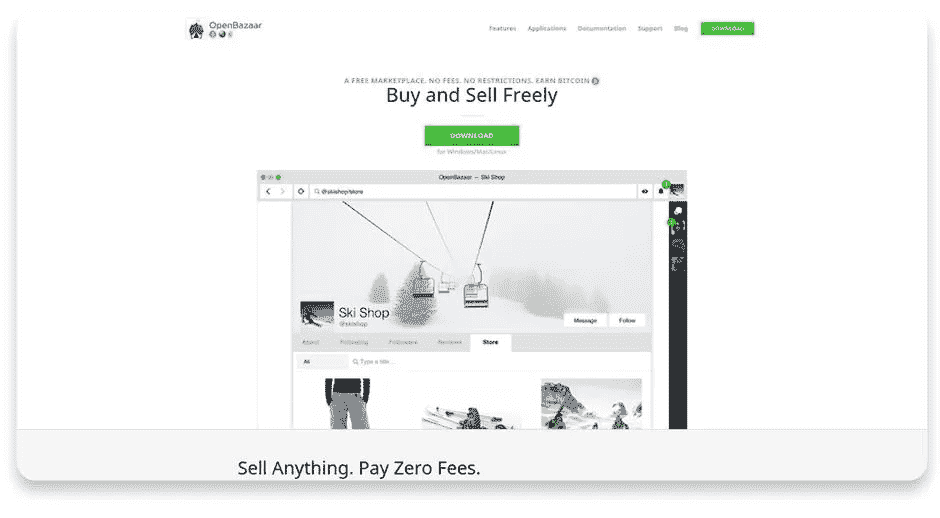 OpenBazaar
Features Applications Documentation Support Blog DOWNLOAD
A FREE MARKETPLACE. NO FEES. NO RESTRICTIONS. EARN BITCOIN
Buy and Sell Freely
DOWNLOAD
for Windows/Mac/Linux
OpenBazaar — Ski Shop
@skishop/store
Ski Shop
@skishop
Message Follow
About Following Followers Reviews Store
All Type a title...
Sell Anything. Pay Zero Fees.